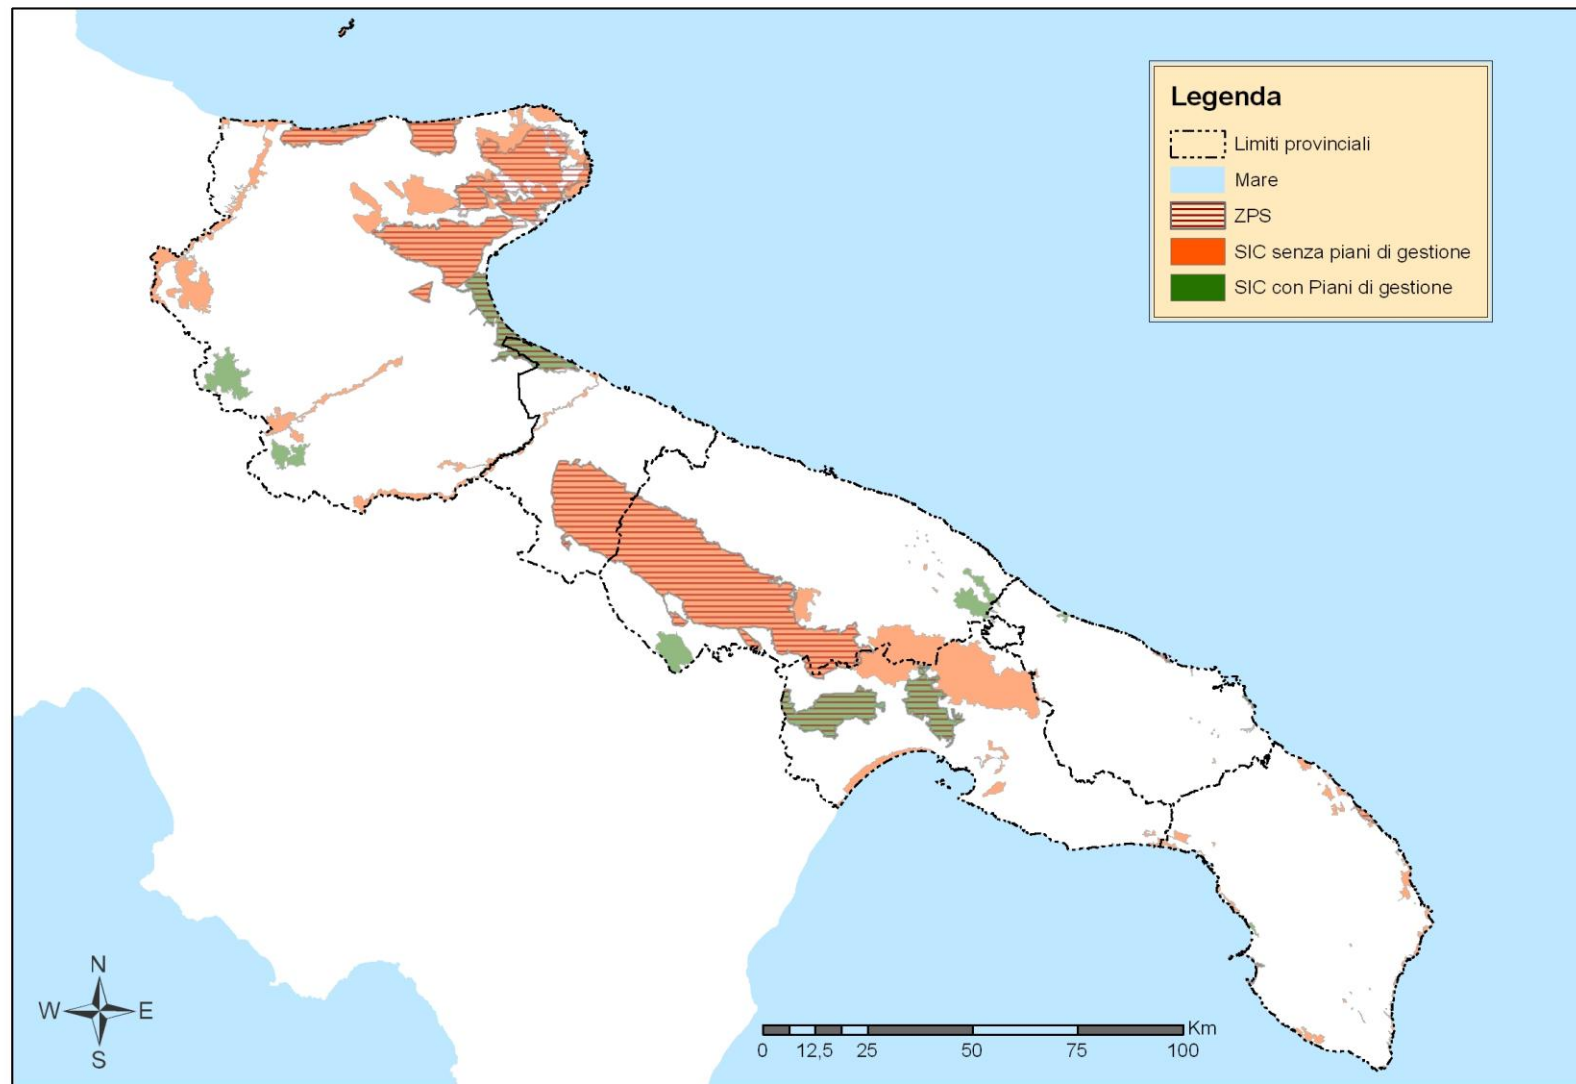 Legenda
Limiti provinciali
Mare
ZPS
SIC senza piani di gestione
SIC con Piani di gestione
N
W E
S
Km
0 12,5 25 50 75 100